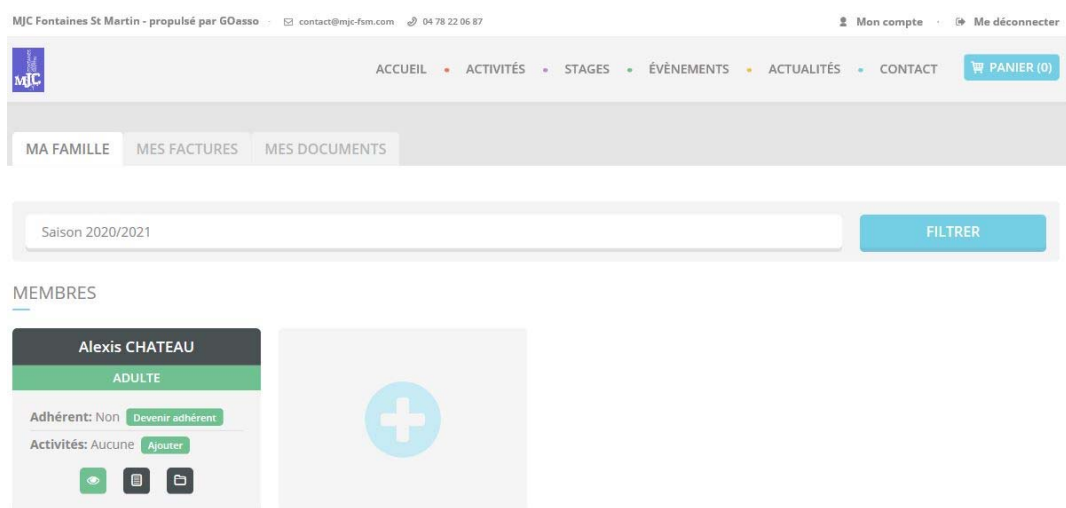 MJC Fontaines St Martin - propulsé par GOasso · contact@mjc-fsm.com 04 78 22 06 87 Mon compte · Me déconnecter
MJC ACCUEIL • ACTIVITÉS • STAGES • ÉVÈNEMENTS • ACTUALITÉS • CONTACT PANIER (0)
MA FAMILLE MES FACTURES MES DOCUMENTS
Saison 2020/2021 FILTRER
MEMBRES
Alexis CHATEAU
ADULTE
Adhérent: Non Devenir adhérent
Activités: Aucune Ajouter